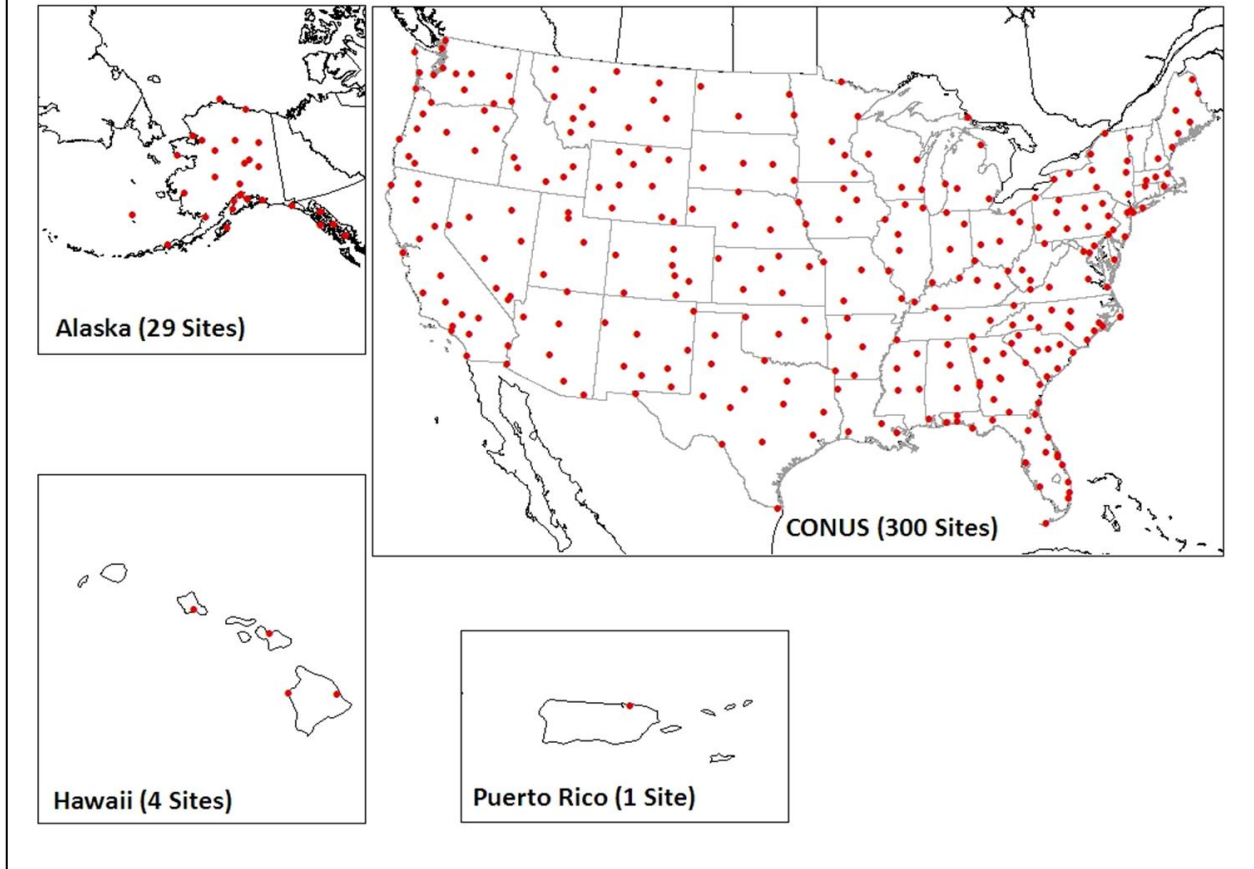 Alaska (29 Sites)
CONUS (300 Sites)
Hawaii (4 Sites)
Puerto Rico (1 Site)